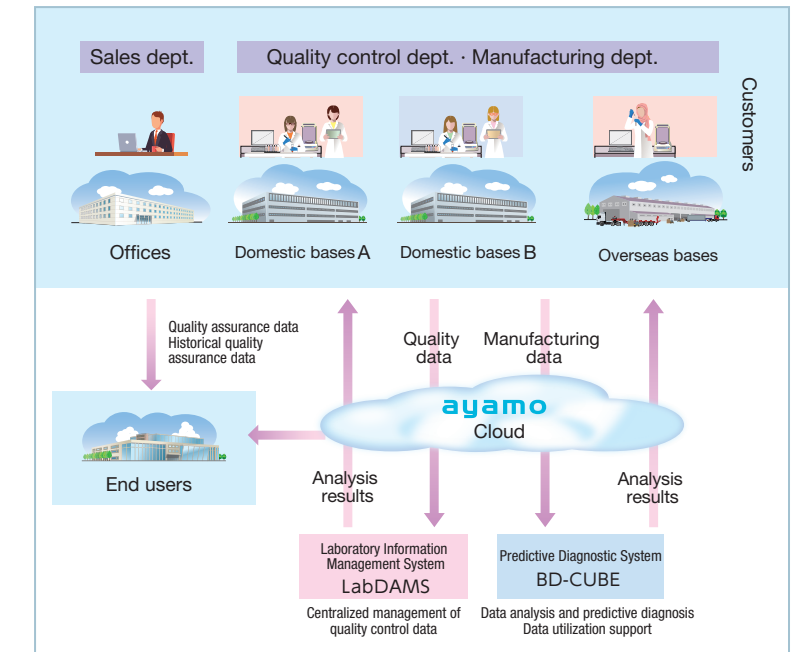 Sales dept.
Quality control dept. · Manufacturing dept.
Customers
Offices
Domestic bases A
Domestic bases B
Overseas bases
Quality assurance data
Historical quality
assurance data
Quality
data
Manufacturing
data
ayamo
Cloud
End users
Analysis
results
Analysis
results
Laboratory Information
Management System
LabDAMS
Predictive Diagnostic System
BD-CUBE
Centralized management of
quality control data
Data analysis and predictive diagnosis
Data utilization support